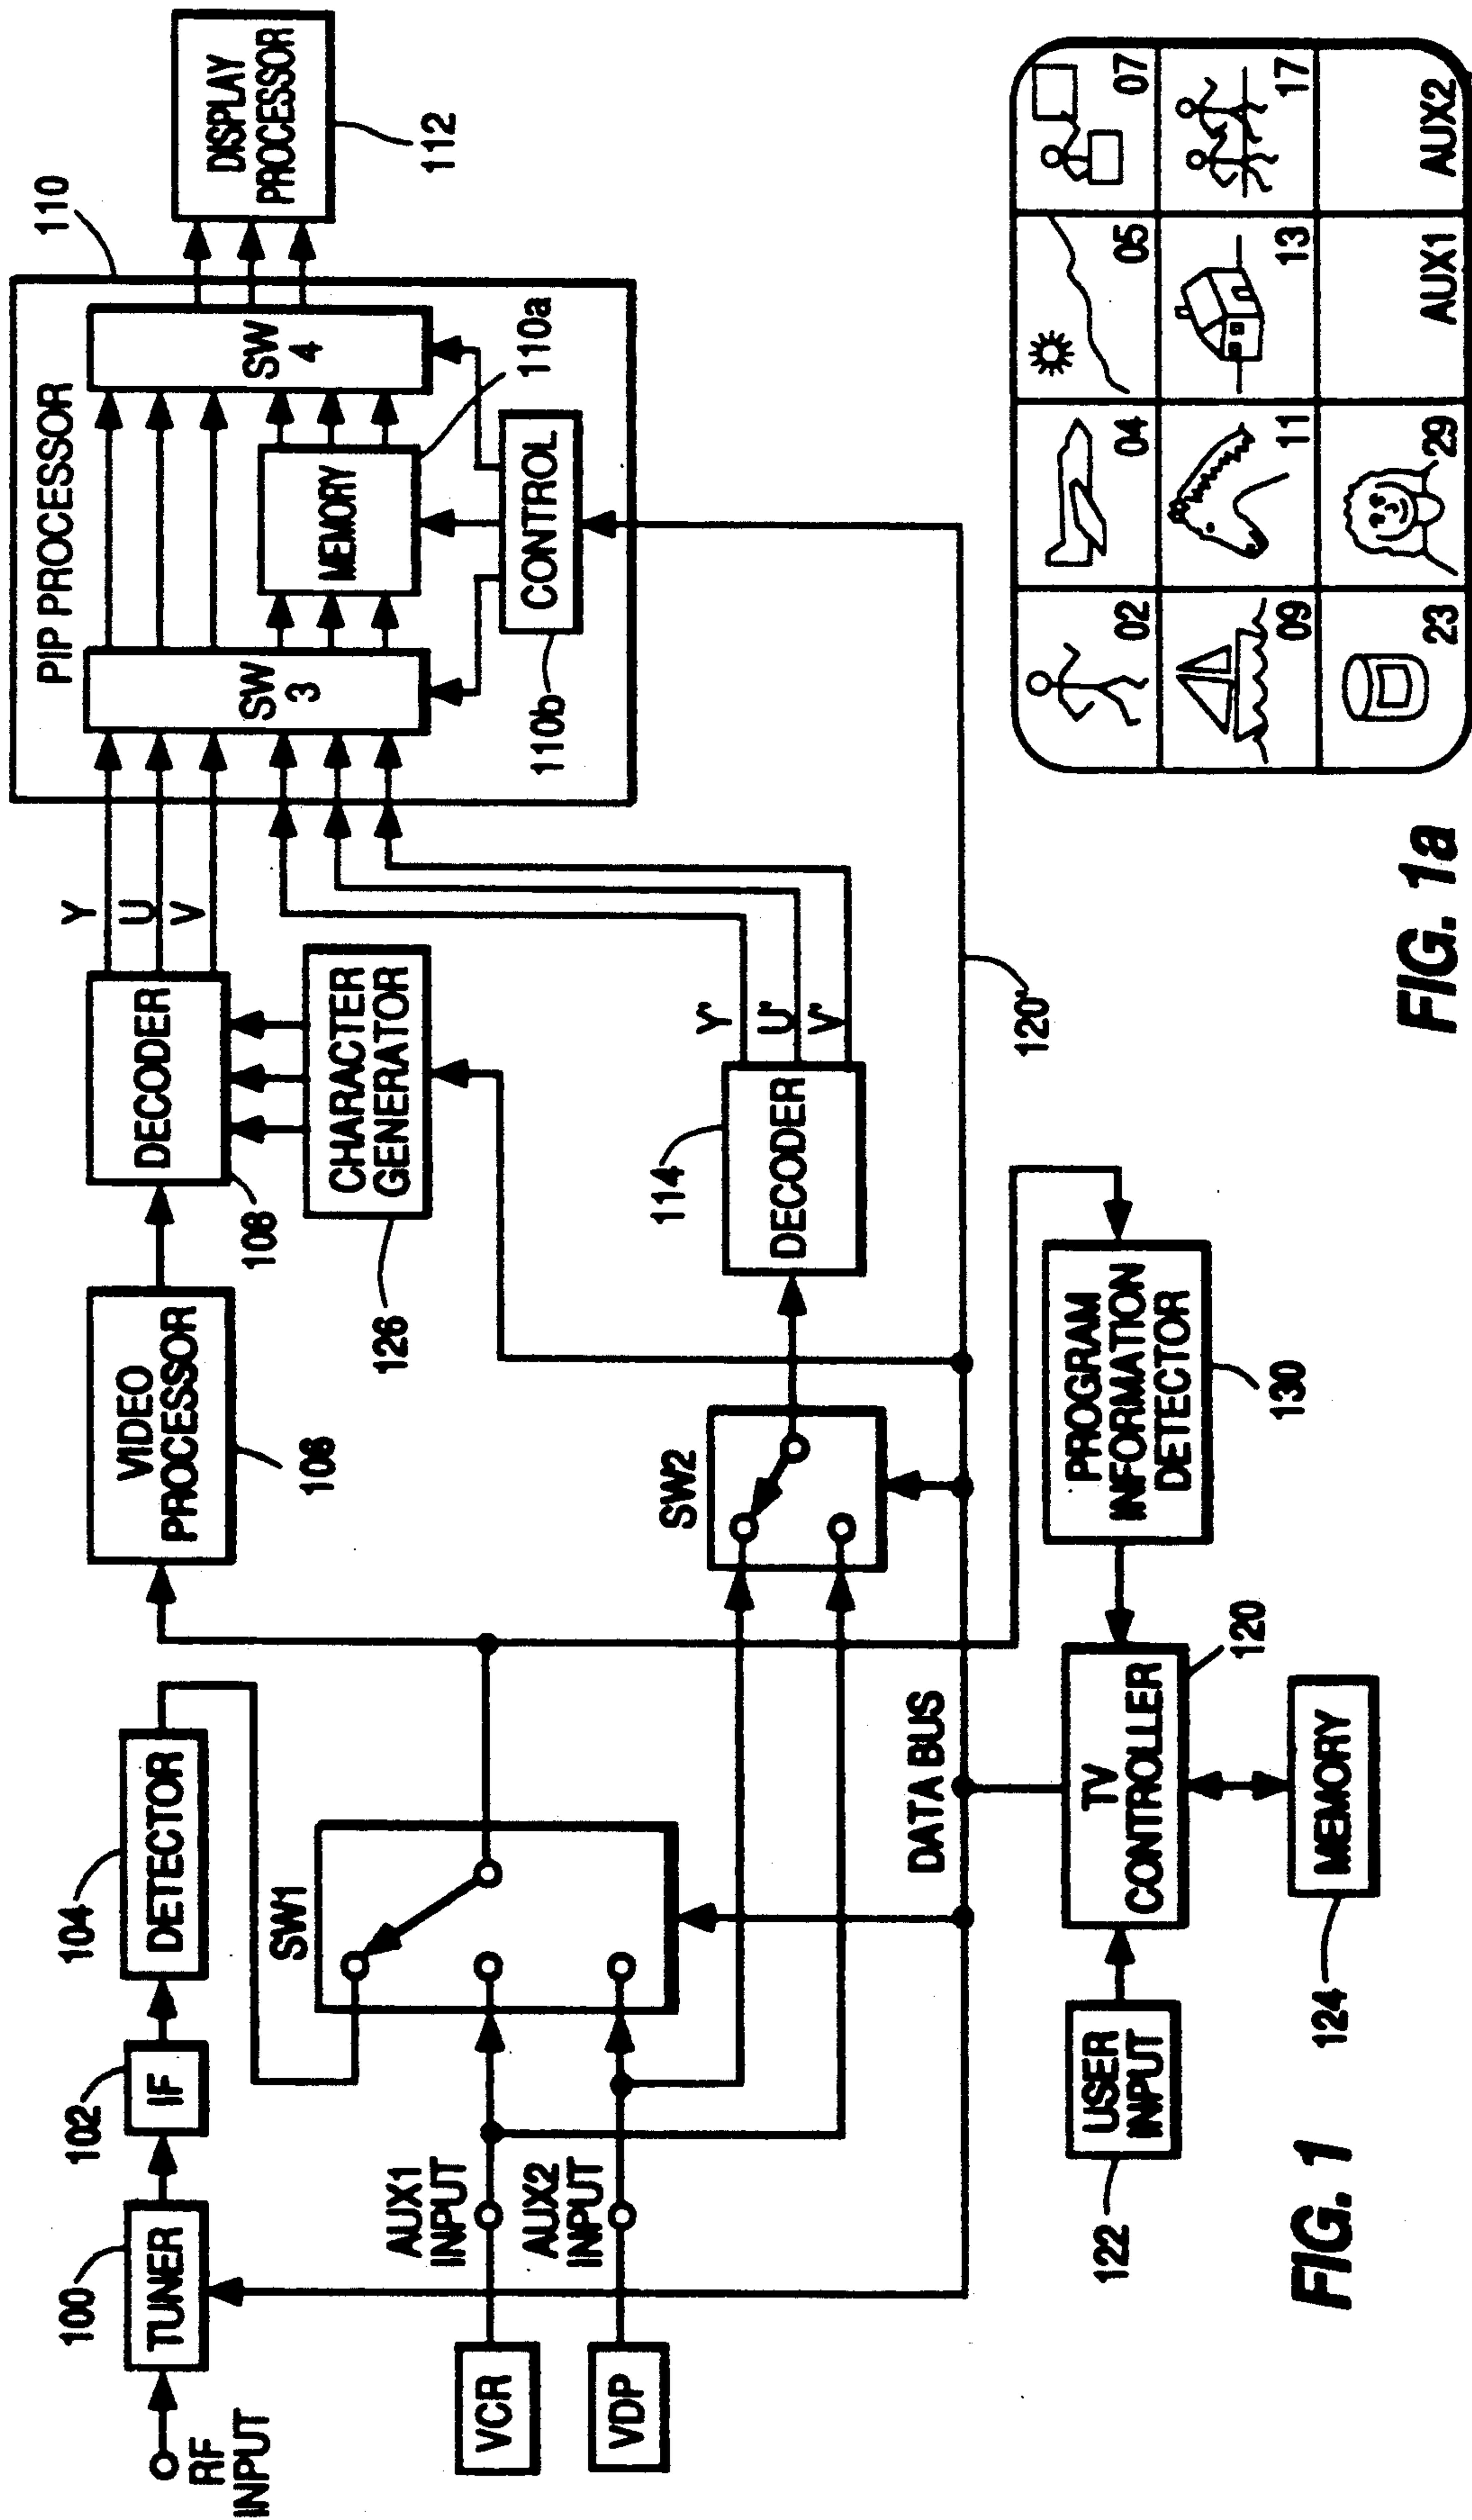 RF
INPUT
100
TUNER
102
IF
104
DETECTOR
VIDEO
PROCESSOR
106
DECODER
108
Y
U
V
PIP PROCESSOR
110
SW
3
MEMORY
110a
SW
4
CONTROL
110b
DISPLAY
PROCESSOR
112
CHARACTER
GENERATOR
126
VCR
AUX1
INPUT
VDP
AUX2
INPUT
SW1
SW2
114
DECODER
Y
U
V
DATA BUS
120'
USER
INPUT
122
TV
CONTROLLER
120
MEMORY
124
PROGRAM
INFORMATION
DETECTOR
130
FIG. 1
02
04
05
07
09
11
13
17
23
29
AUX1
AUX2
FIG. 1a